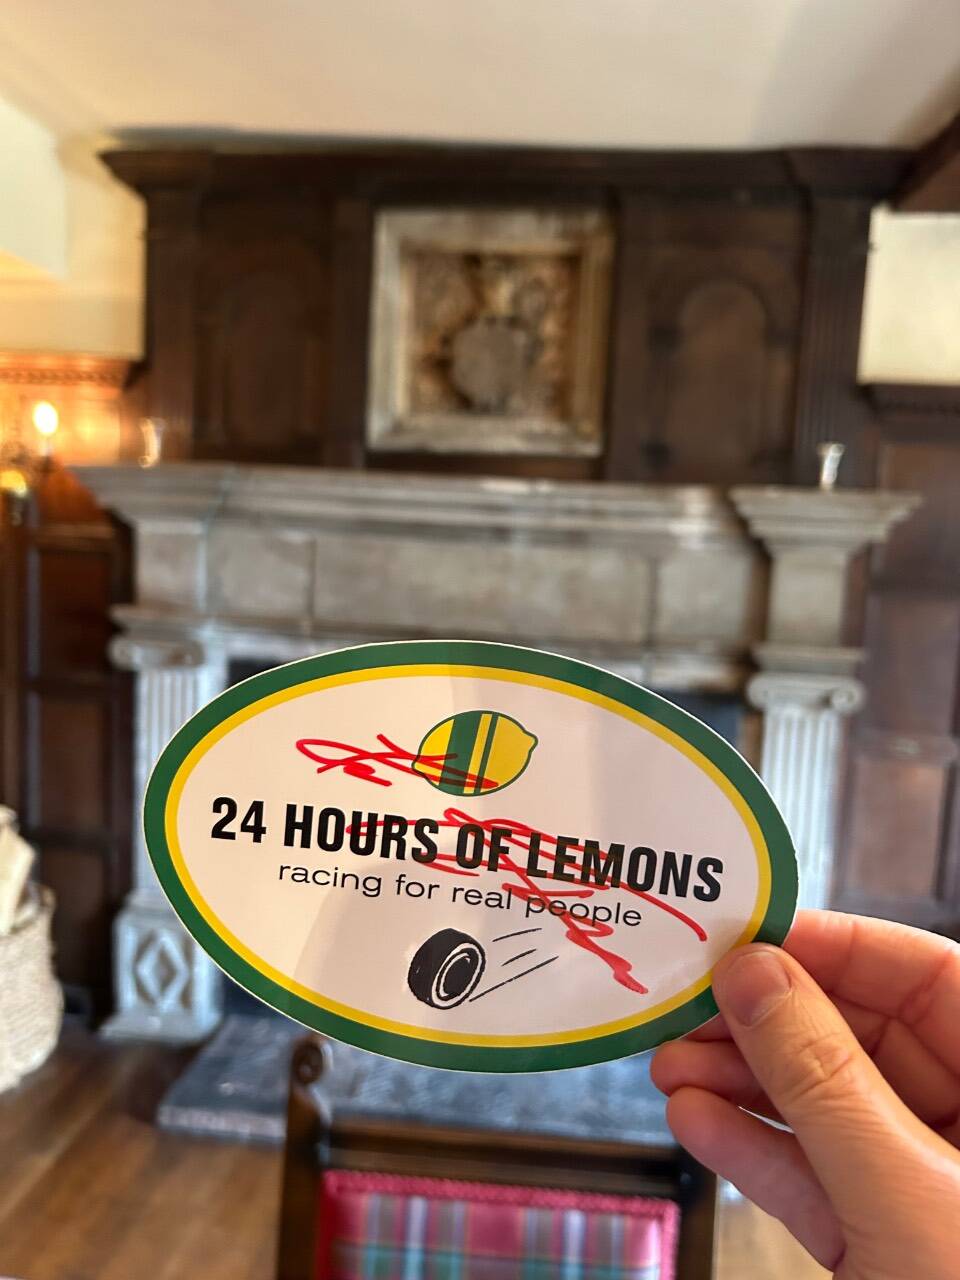 24 HOURS OF LEMONS
racing for real people